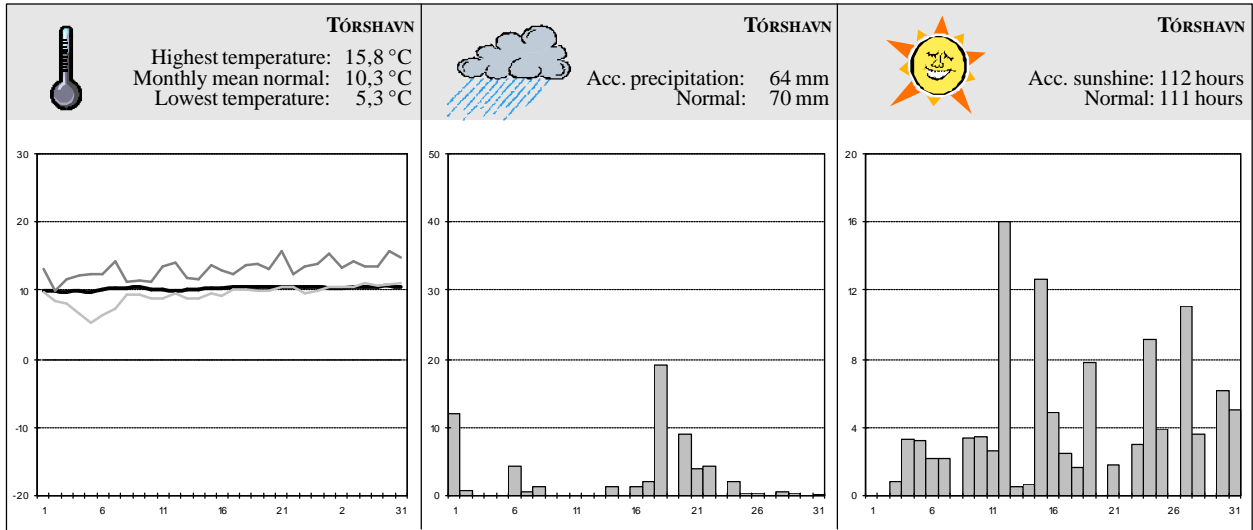 TÓRSHAVN
Highest temperature: 15,8 °C
Monthly mean normal: 10,3 °C
Lowest temperature: 5,3 °C
30
20
10
0
-10
-20
1 6 11 16 21 2 31
TÓRSHAVN
Acc. precipitation: 64 mm
Normal: 70 mm
50
40
30
20
10
0
1 6 11 16 21 26 31
TÓRSHAVN
Acc. sunshine: 112 hours
Normal: 111 hours
20
16
12
8
4
0
1 6 11 16 21 26 31